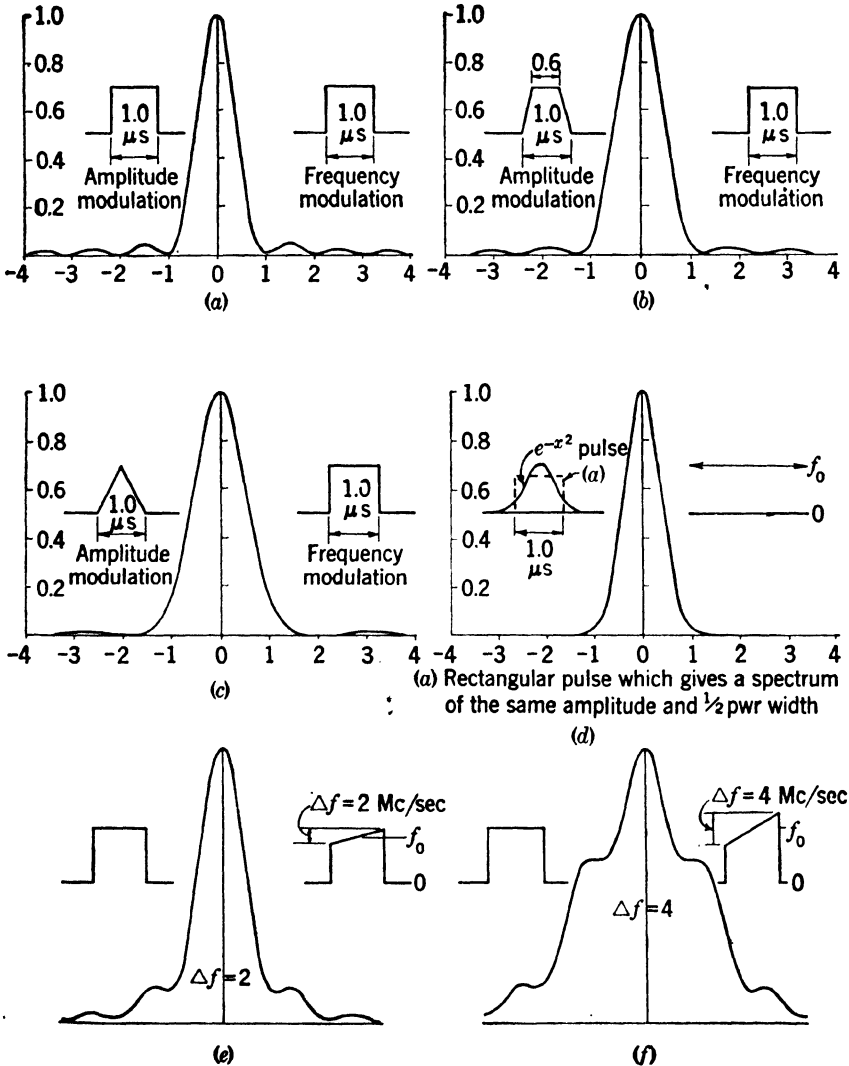 1.0
0.8
0.6
0.4
0.2
1.0
μs
Amplitude
modulation
1.0
μs
Frequency
modulation
-4 -3 -2 -1 0 1 2 3 4
(a)
1.0
0.8
0.6
0.4
0.2
0.6
1.0
μs
Amplitude
modulation
1.0
μs
Frequency
modulation
-4 -3 -2 -1 0 1 2 3 4
(b)
1.0
0.8
0.6
0.4
0.2
1.0
μs
Amplitude
modulation
1.0
μs
Frequency
modulation
-4 -3 -2 -1 0 1 2 3 4
(c)
1.0
0.8
0.6
0.4
0.2
e-x² pulse
(a)
1.0
μs
f₀
0
-4 -3 -2 -1 0 1 2 3 4
(a) Rectangular pulse which gives a spectrum
of the same amplitude and ½ pwr width
(d)
△f=2 Mc/sec
f₀
0
△f=2
(e)
△f=4 Mc/sec
f₀
0
△f=4
(f)